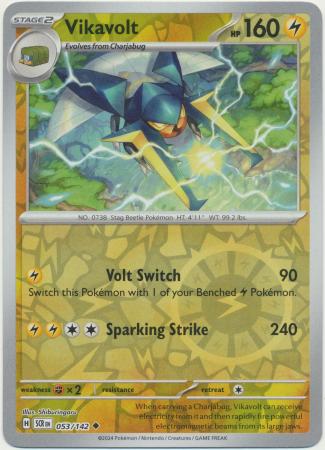 STAGE 2
Vikavolt
HP 160
Evolves from Charjabug
NO. 0738 Stag Beetle Pokémon HT: 4'11" WT: 99.2 lbs.
Volt Switch 90
Switch this Pokémon with 1 of your Benched Pokémon.
Sparking Strike 240
weakness ×2 resistance retreat
Illus. Shiburingaru
H SCR EN 053/142
When carrying a Charjabug, Vikavolt can receive
electricity from it and rapidly fire powerful
electromagnetic beams from its large jaws.
©2024 Pokémon / Nintendo / Creatures / GAME FREAK